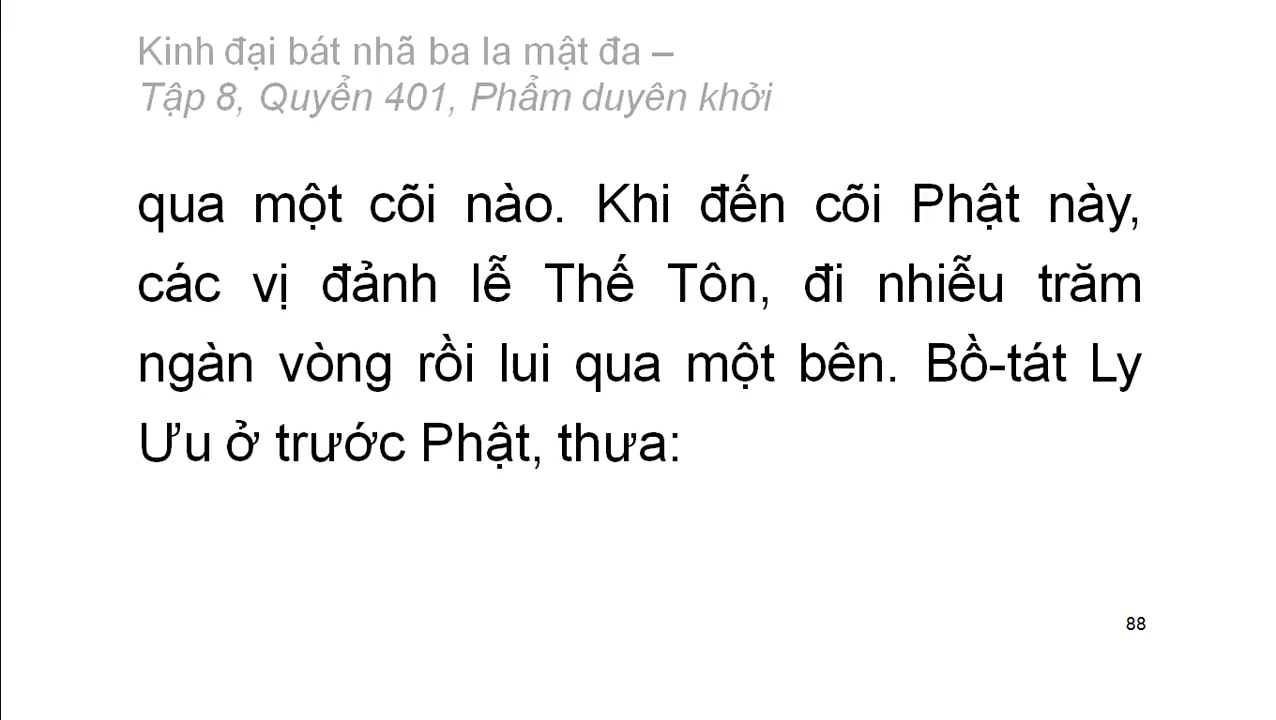 Kinh đại bát nhã ba la mật đa –
Tập 8, Quyển 401, Phẩm duyên khởi
qua một cõi nào. Khi đến cõi Phật này,
các vị đảnh lễ Thế Tôn, đi nhiễu trăm
ngàn vòng rồi lui qua một bên. Bồ-tát Ly
Ưu ở trước Phật, thưa:
88